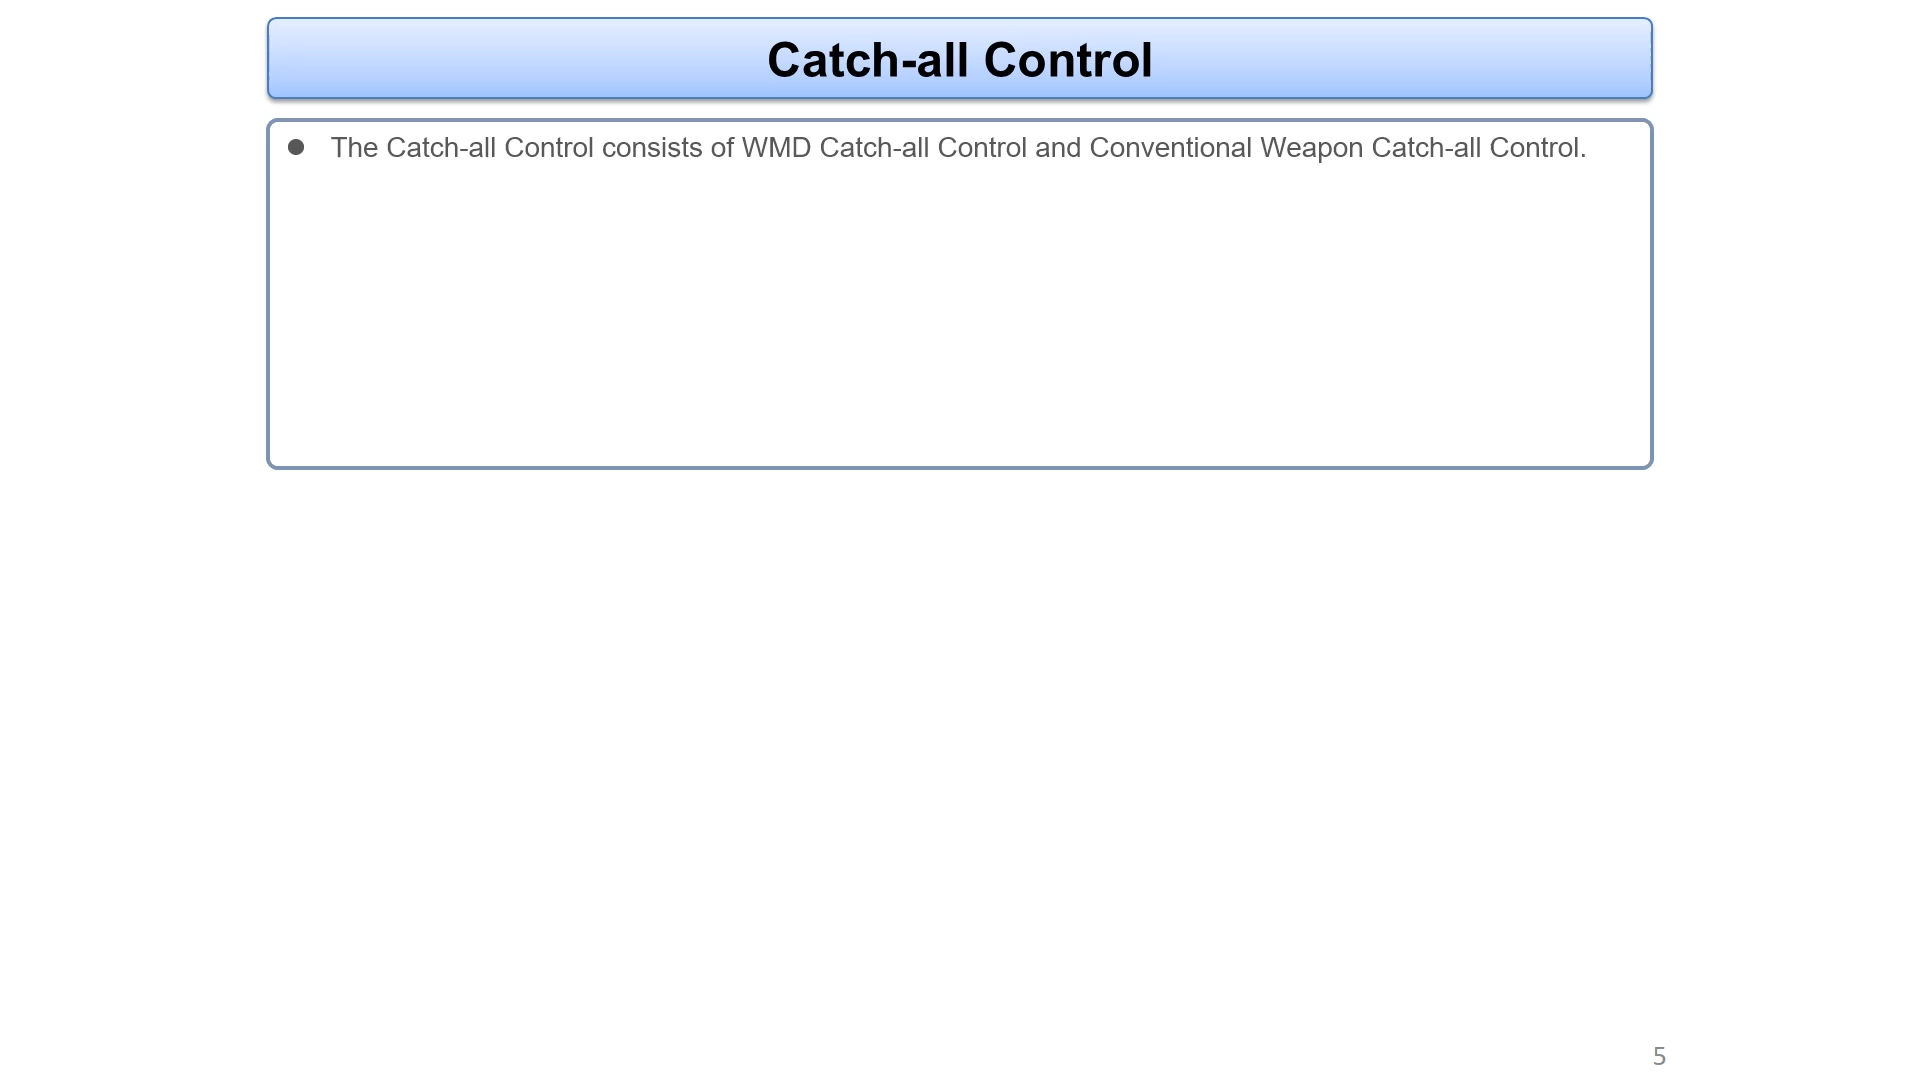 Catch-all Control
● The Catch-all Control consists of WMD Catch-all Control and Conventional Weapon Catch-all Control.
5